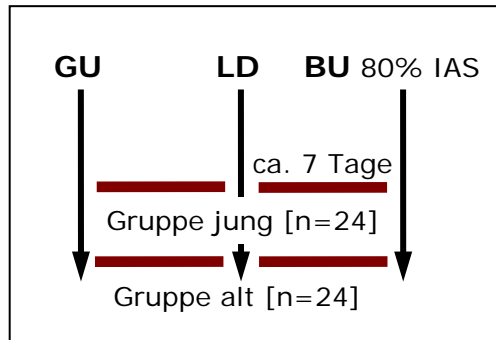 GU LD BU 80% IAS
ca. 7 Tage
Gruppe jung [n=24]
Gruppe alt [n=24]